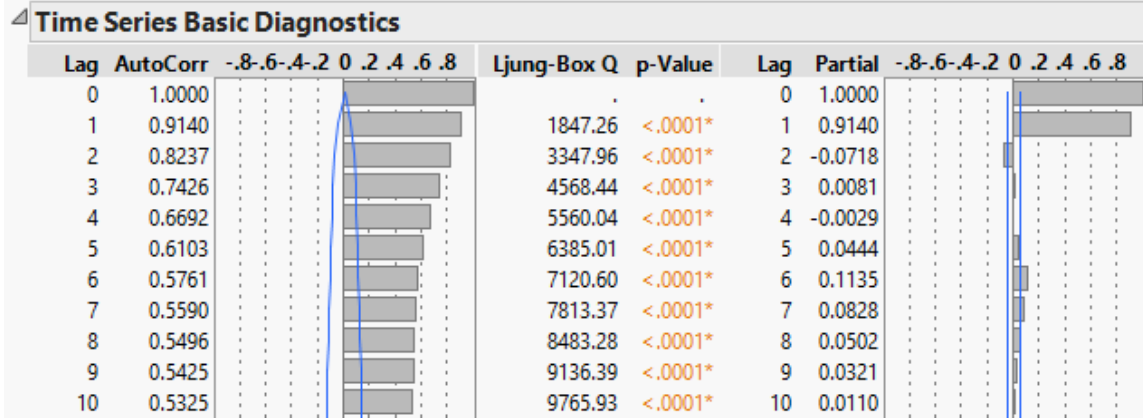 Time Series Basic Diagnostics
Lag AutoCorr -.8-.6-.4-.2 0 .2 .4 .6 .8 Ljung-Box Q p-Value Lag Partial -.8-.6-.4-.2 0 .2 .4 .6 .8
0 1.0000 . . 0 1.0000
1 0.9140 1847.26 <.0001* 1 0.9140
2 0.8237 3347.96 <.0001* 2 -0.0718
3 0.7426 4568.44 <.0001* 3 0.0081
4 0.6692 5560.04 <.0001* 4 -0.0029
5 0.6103 6385.01 <.0001* 5 0.0444
6 0.5761 7120.60 <.0001* 6 0.1135
7 0.5590 7813.37 <.0001* 7 0.0828
8 0.5496 8483.28 <.0001* 8 0.0502
9 0.5425 9136.39 <.0001* 9 0.0321
10 0.5325 9765.93 <.0001* 10 0.0110